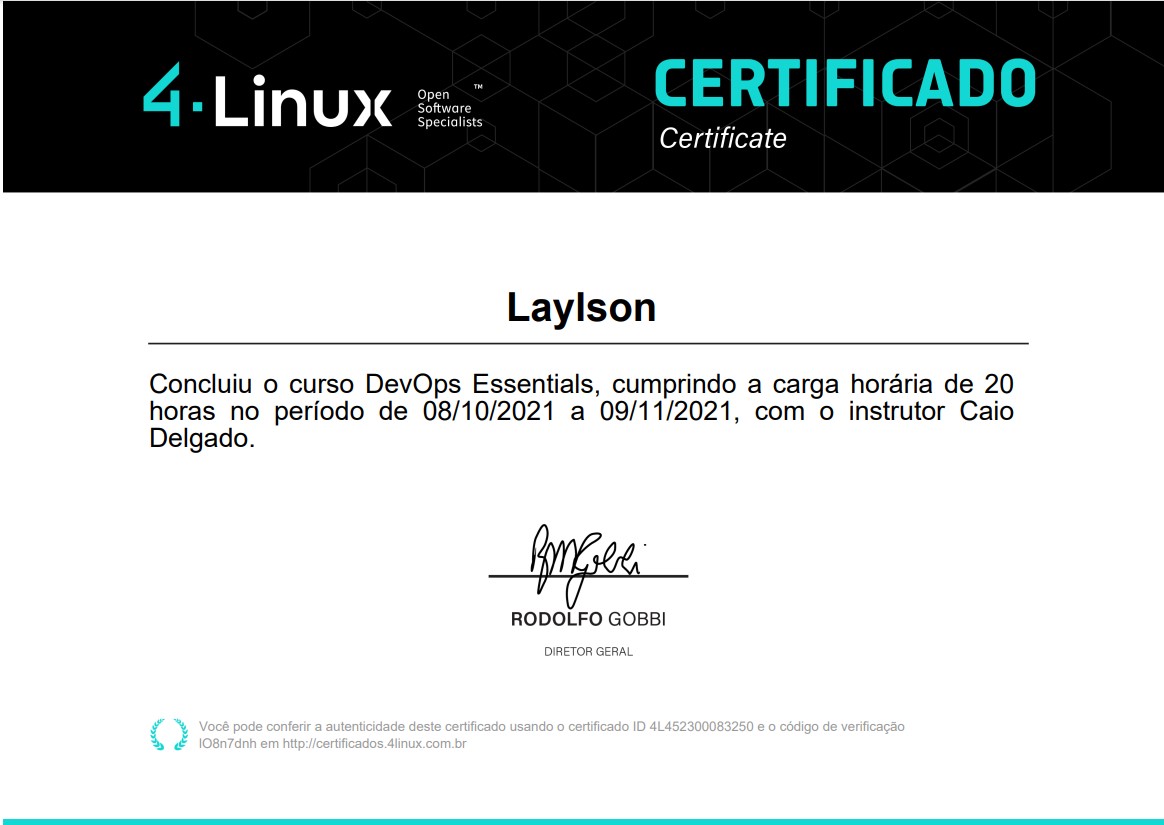 4.Linux
Open
Software
Specialists
™
CERTIFICADO
Certificate
Laylson
Concluiu o curso DevOps Essentials, cumprindo a carga horária de 20
horas no período de 08/10/2021 a 09/11/2021, com o instrutor Caio
Delgado.
RODOLFO GOBBI
DIRETOR GERAL
Você pode conferir a autenticidade deste certificado usando o certificado ID 4L452300083250 e o código de verificação
IO8n7dnh em http://certificados.4linux.com.br